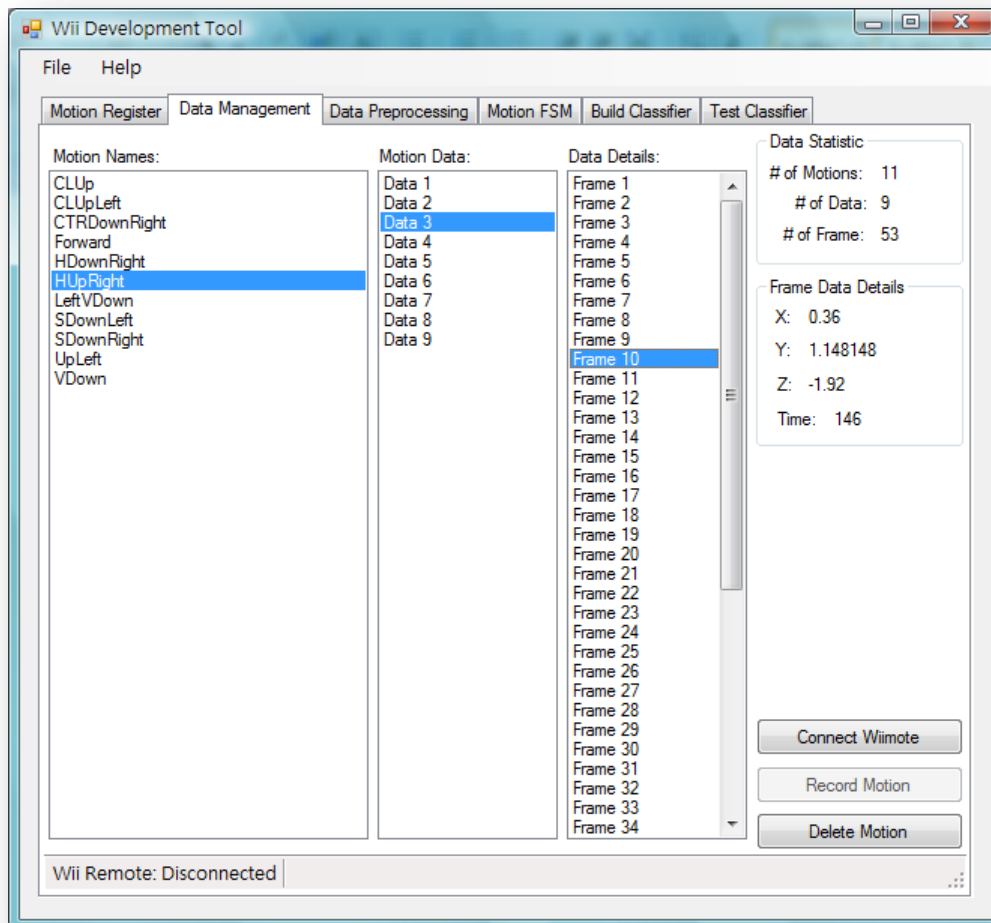 Wii Development Tool
File Help
Motion Register Data Management Data Preprocessing Motion FSM Build Classifier Test Classifier
Motion Names:
CLUp
CLUpLeft
CTRDownRight
Forward
HDownRight
HUpRight
LeftVDown
SDownLeft
SDownRight
UpLeft
VDown
Motion Data:
Data 1
Data 2
Data 3
Data 4
Data 5
Data 6
Data 7
Data 8
Data 9
Data Details:
Frame 1
Frame 2
Frame 3
Frame 4
Frame 5
Frame 6
Frame 7
Frame 8
Frame 9
Frame 10
Frame 11
Frame 12
Frame 13
Frame 14
Frame 15
Frame 16
Frame 17
Frame 18
Frame 19
Frame 20
Frame 21
Frame 22
Frame 23
Frame 24
Frame 25
Frame 26
Frame 27
Frame 28
Frame 29
Frame 30
Frame 31
Frame 32
Frame 33
Frame 34
Data Statistic
# of Motions: 11
# of Data: 9
# of Frame: 53
Frame Data Details
X: 0.36
Y: 1.148148
Z: -1.92
Time: 146
Connect Wiimote
Record Motion
Delete Motion
Wii Remote: Disconnected